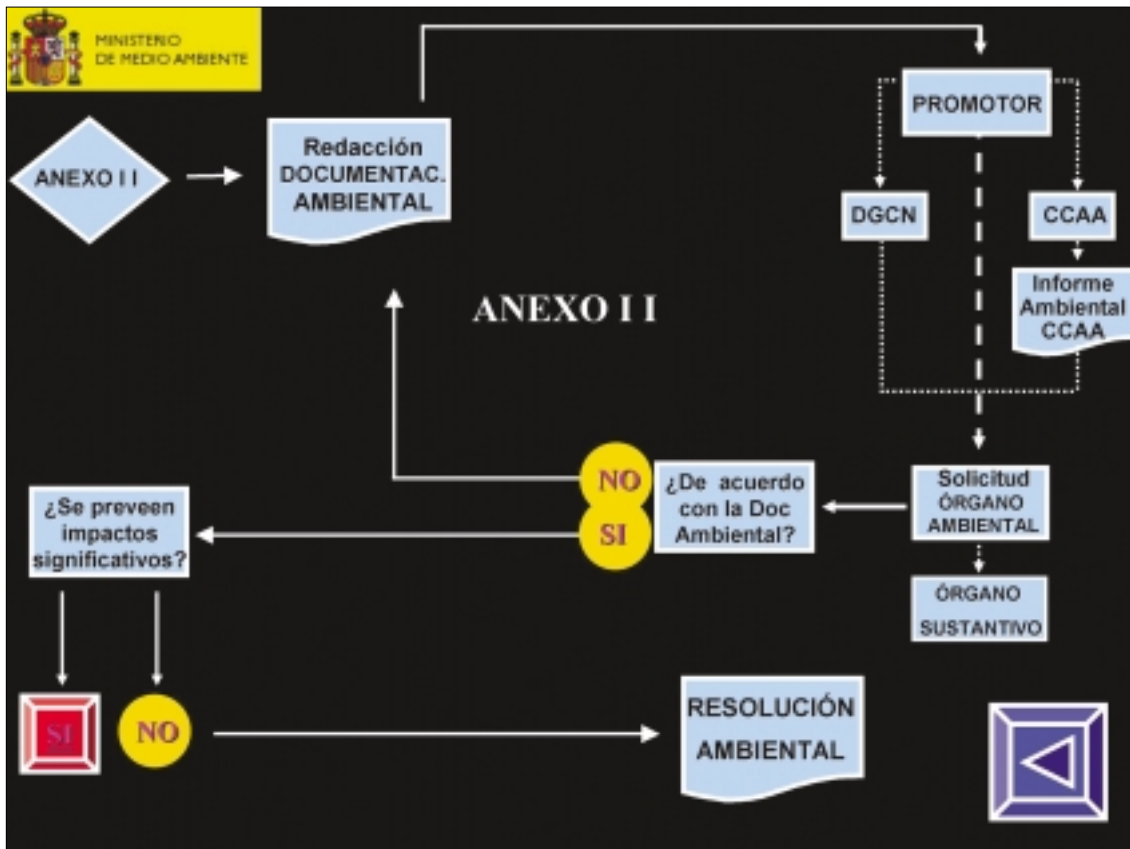 MINISTERIO
DE MEDIO AMBIENTE
ANEXO I I
Redacción
DOCUMENTAC.
AMBIENTAL
PROMOTOR
DGCN
CCAA
Informe
Ambiental
CCAA
ANEXO I I
Solicitud
ÓRGANO
AMBIENTAL
ÓRGANO
SUSTANTIVO
¿De acuerdo
con la Doc
Ambiental?
NO
SI
¿Se preveen
impactos
significativos?
SI
NO
RESOLUCIÓN
AMBIENTAL